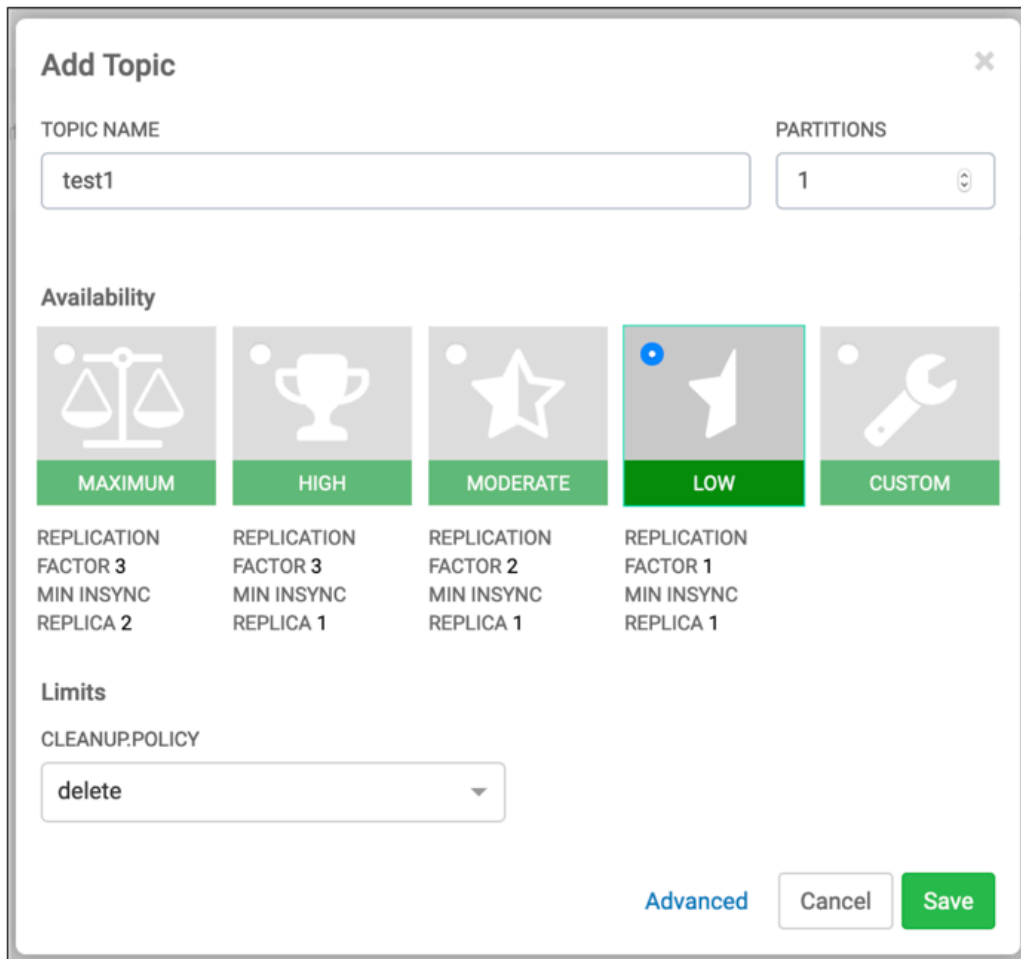 Add Topic
TOPIC NAME
PARTITIONS
test1
1
Availability
MAXIMUM
HIGH
MODERATE
LOW
CUSTOM
REPLICATION
FACTOR 3
MIN INSYNC
REPLICA 2
REPLICATION
FACTOR 3
MIN INSYNC
REPLICA 1
REPLICATION
FACTOR 2
MIN INSYNC
REPLICA 1
REPLICATION
FACTOR 1
MIN INSYNC
REPLICA 1
Limits
CLEANUP.POLICY
delete
Advanced
Cancel
Save